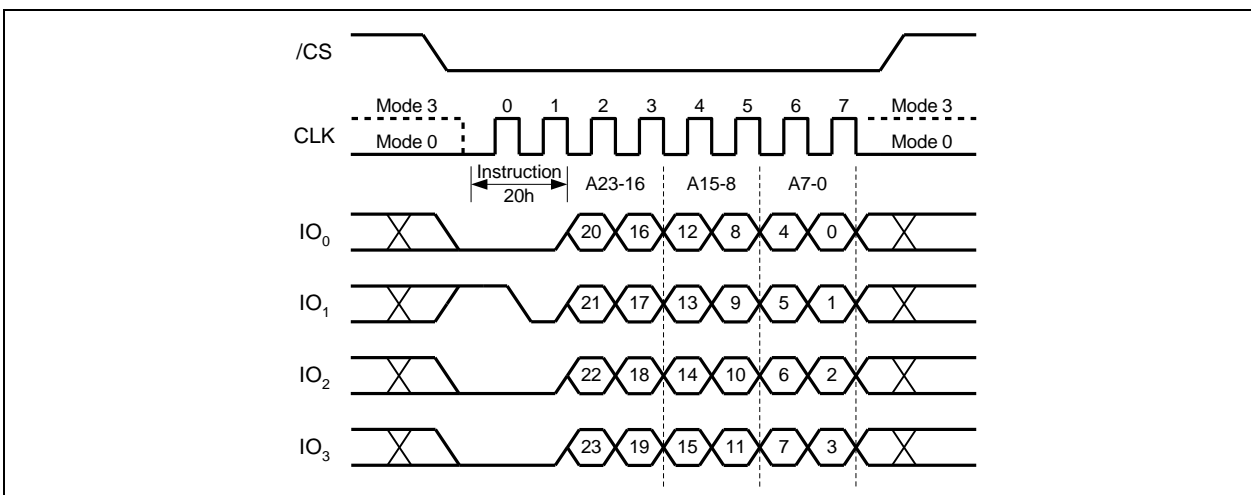 /CS
Mode 3 0 1 2 3 4 5 6 7 Mode 3
CLK
Mode 0 Mode 0
Instruction
20h
A23-16 A15-8 A7-0
IO0 20 16 12 8 4 0
IO1 21 17 13 9 5 1
IO2 22 18 14 10 6 2
IO3 23 19 15 11 7 3